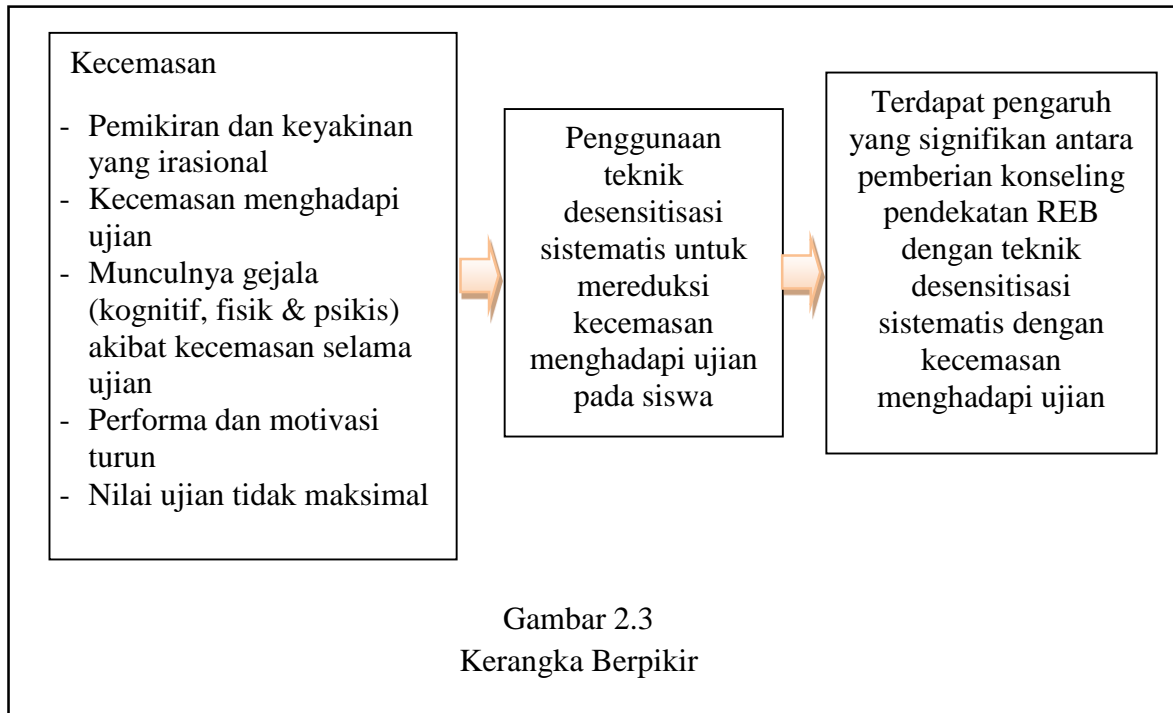 Kecemasan
- Pemikiran dan keyakinan
yang irasional
- Kecemasan menghadapi
ujian
- Munculnya gejala
(kognitif, fisik & psikis)
akibat kecemasan selama
ujian
- Performa dan motivasi
turun
- Nilai ujian tidak maksimal
Penggunaan
teknik
desensitisasi
sistematis untuk
mereduksi
kecemasan
menghadapi ujian
pada siswa
Terdapat pengaruh
yang signifikan antara
pemberian konseling
pendekatan REB
dengan teknik
desensitisasi
sistematis dengan
kecemasan
menghadapi ujian
Gambar 2.3
Kerangka Berpikir